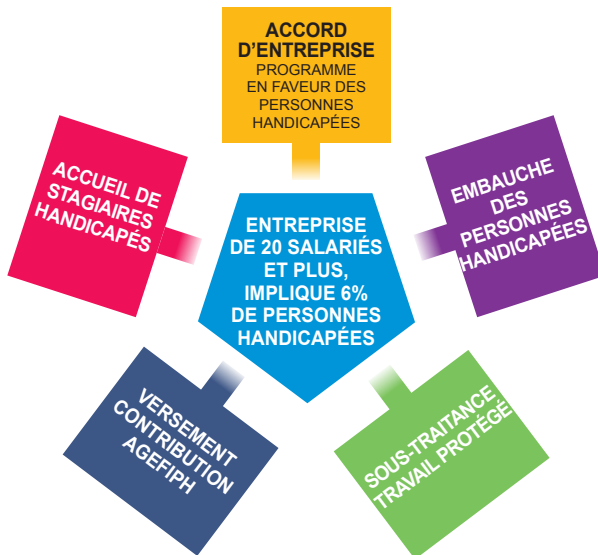 ACCORD
D'ENTREPRISE
PROGRAMME
EN FAVEUR DES
PERSONNES
HANDICAPÉES
ACCUEIL DE
STAGIAIRES
HANDICAPÉS
EMBAUCHE
DES
PERSONNES
HANDICAPÉES
ENTREPRISE
DE 20 SALARIÉS
ET PLUS,
IMPLIQUE 6%
DE PERSONNES
HANDICAPÉES
VERSEMENT
CONTRIBUTION
AGEFIPH
SOUS-TRAITANCE
TRAVAIL PROTÉGÉ